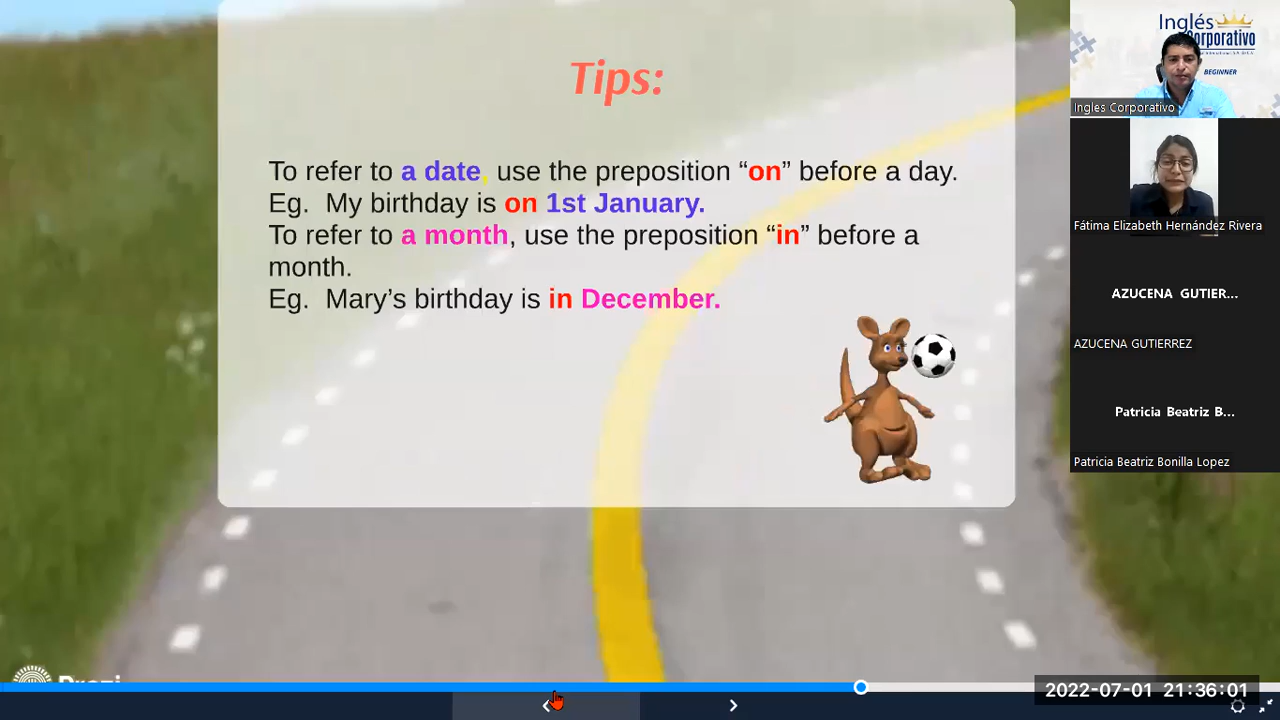 Tips:
To refer to a date, use the preposition “on” before a day.
Eg.  My birthday is on 1st January.
To refer to a month, use the preposition “in” before a
month.
Eg.  Mary’s birthday is in December.
Inglés
Corporativo
BEGINNER
Ingles Corporativo
Fátima Elizabeth Hernández Rivera
AZUCENA GUTIER...
AZUCENA GUTIERREZ
Patricia Beatriz B...
Patricia Beatriz Bonilla Lopez
Prezi
2022-07-01 21:36:01